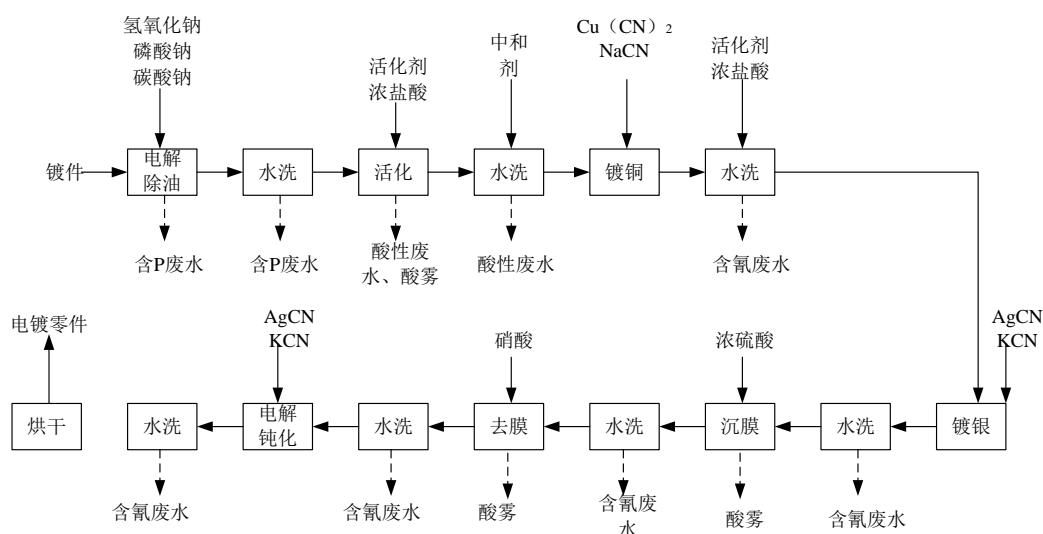 氢氧化钠
磷酸钠
碳酸钠
活化剂
浓盐酸
中和
剂
Cu（CN）2
NaCN
活化剂
浓盐酸
镀件
电解
除油
水洗
活化
水洗
镀铜
水洗
含P废水
含P废水
酸性废
水、酸雾
酸性废水
含氰废水
电镀零件
AgCN
KCN
硝酸
浓硫酸
AgCN
KCN
烘干
水洗
电解
钝化
水洗
去膜
水洗
沉膜
水洗
镀银
含氰废水
含氰废水
酸雾
含氰废
水
酸雾
含氰废水